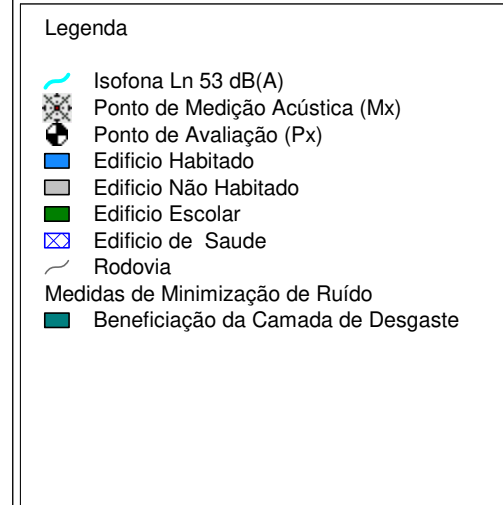 Legenda
Isofona Ln 53 dB(A)
Ponto de Medição Acústica (Mx)
Ponto de Avaliação (Px)
Edificio Habitado
Edificio Não Habitado
Edificio Escolar
Edificio de Saude
Rodovia
Medidas de Minimização de Ruído
Beneficiação da Camada de Desgaste